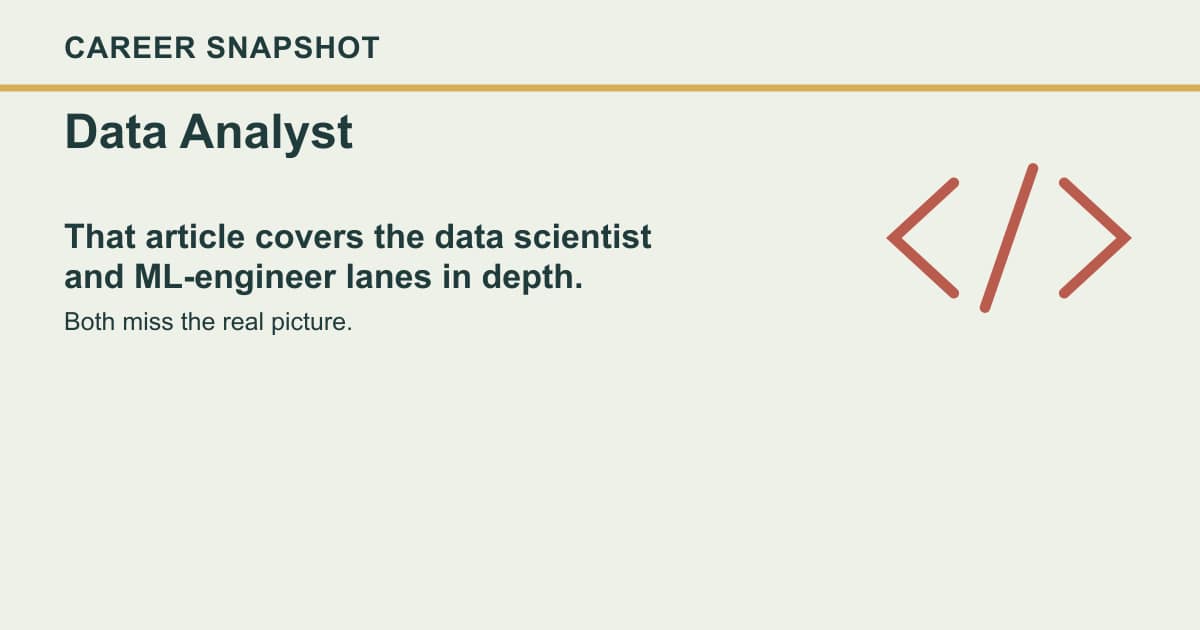 CAREER SNAPSHOT
Data Analyst
That article covers the data scientist
and ML-engineer lanes in depth.
Both miss the real picture.